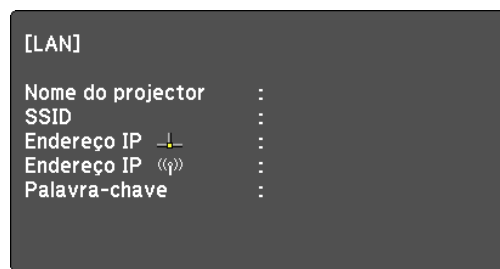 [LAN]
Nome do projector :
SSID :
Endereço IP :
Endereço IP :
Palavra-chave :